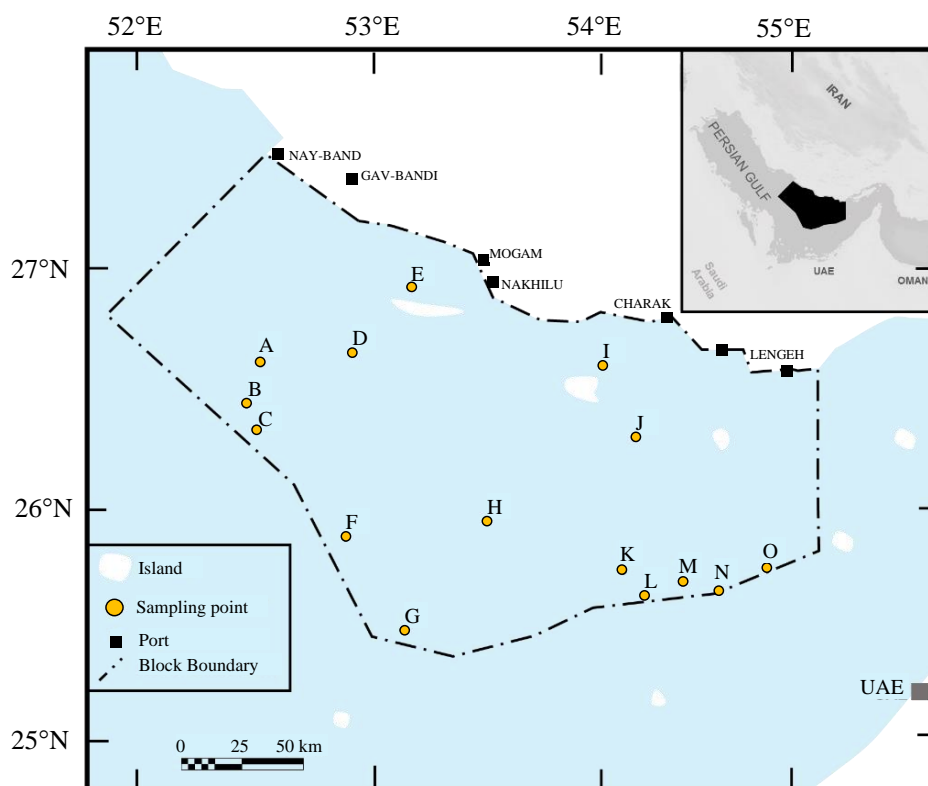 52°E 53°E 54°E 55°E
IRAN
PERSIAN GULF
NAY-BAND
GAV-BANDI
MOGAM
NAKHILU
Saudi
Arabia
UAE
OMAN
27°N
E
CHARAK
D
A
I
LENGEH
B
C
J
26°N
F
H
K
L
M
N
O
G
Island
Sampling point
Port
Block Boundary
UAE
25°N
0 25 50 km